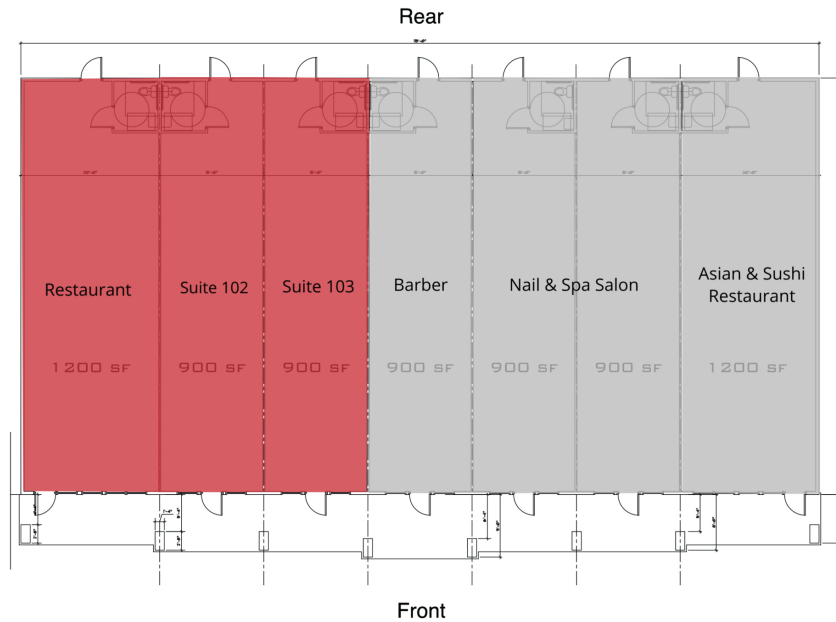 Rear
Restaurant
Suite 102
Suite 103
Barber
Nail & Spa Salon
Asian & Sushi
Restaurant
1200 SF
900 SF
900 SF
900 SF
900 SF
900 SF
1200 SF
Front